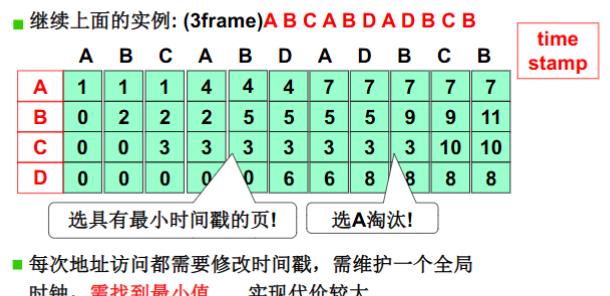 继续上面的实例: (3frame)A B C A B D A D B C B
time
stamp
A B C A B D A D B C B
A 1 1 1 4 4 4 7 7 7 7 7
B 0 2 2 2 5 5 5 5 9 9 11
C 0 0 3 3 3 3 3 3 3 10 10
D 0 0 0 0 0 6 6 8 8 8 8
选具有最小时间戳的页!
选A淘汰!
每次地址访问都需要修改时间戳，需维护一个全局
时钟，需找到最小值 实现代价较大